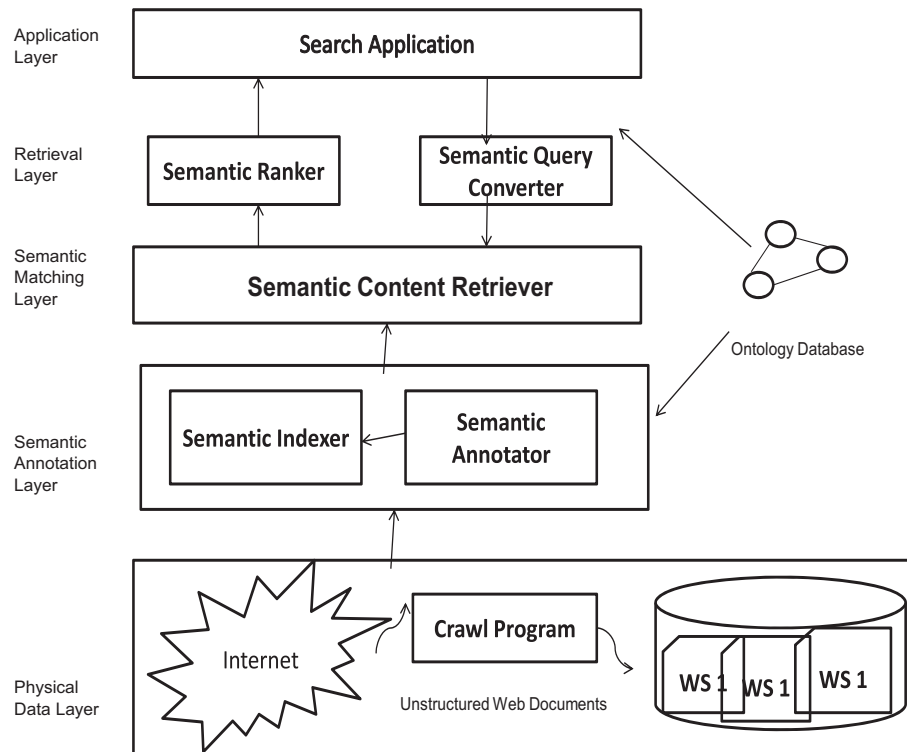 Application
Layer
Search Application
Retrieval
Layer
Semantic Ranker
Semantic Query
Converter
Semantic
Matching
Layer
Semantic Content Retriever
Ontology Database
Semantic
Annotation
Layer
Semantic Indexer
Semantic
Annotator
Physical
Data Layer
Internet
Crawl Program
Unstructured Web Documents
WS 1
WS 1
WS 1